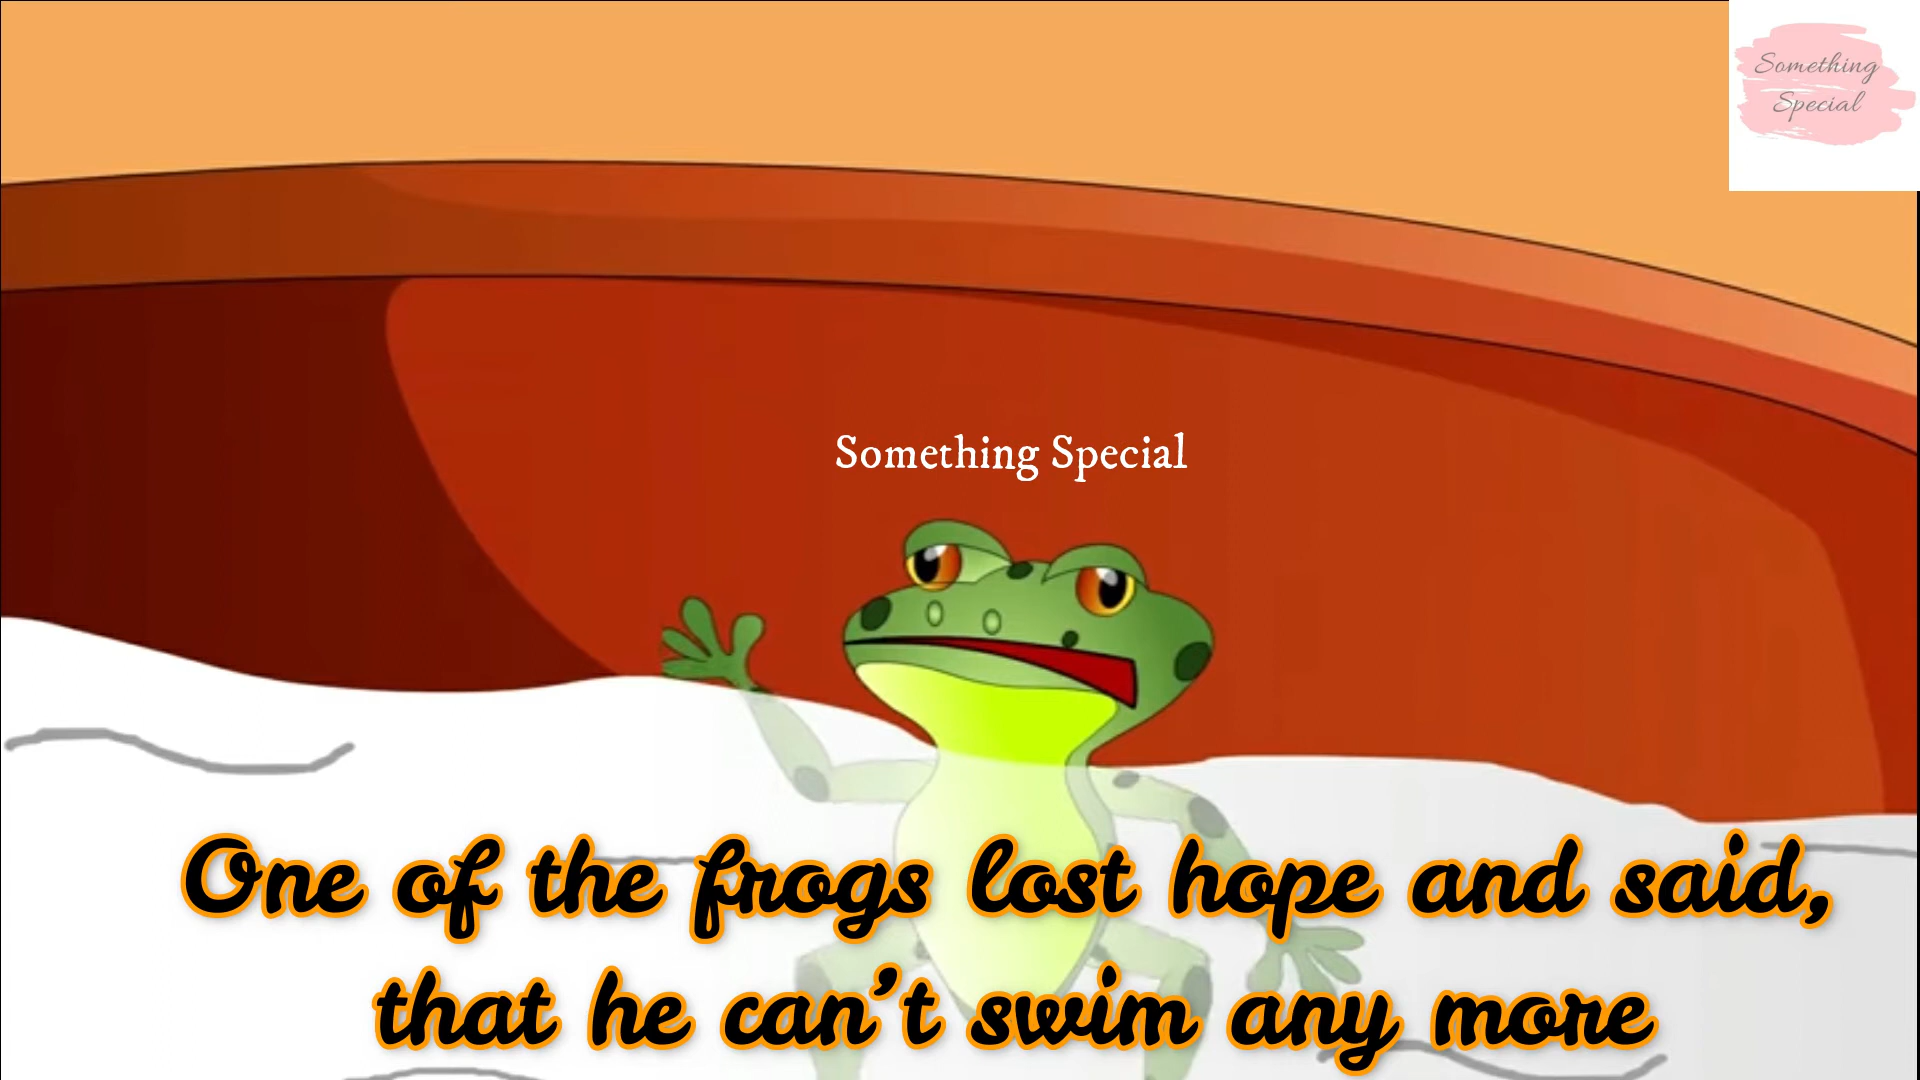 Something
Special
Something Special
One of the frogs lost hope and said,
that he can't swim any more